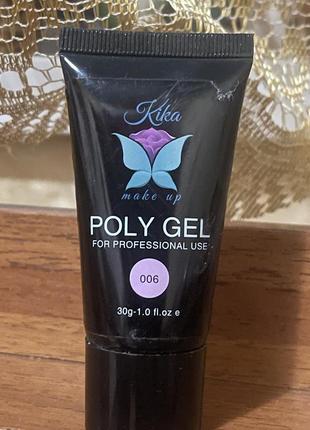 Kika
make up
POLY GEL
FOR PROFESSIONAL USE
006
30g-1.0 fl.oz e